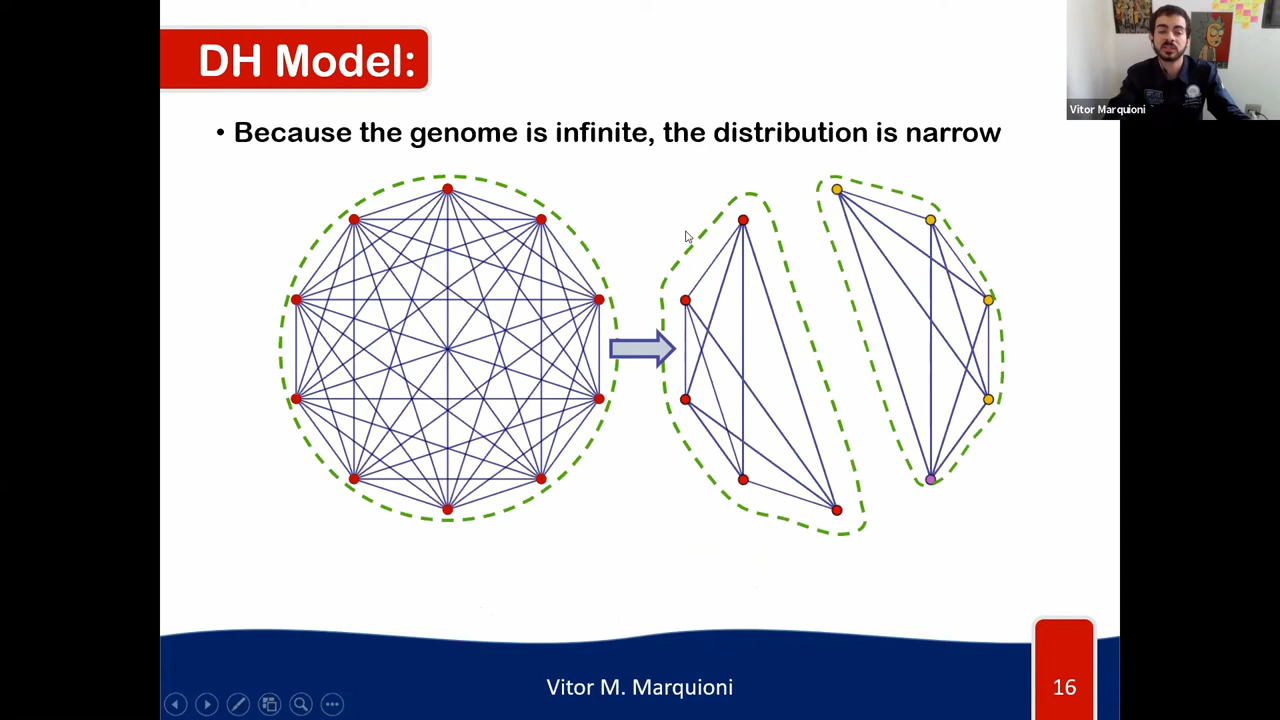 DH Model:
Vitor Marquioni
• Because the genome is infinite, the distribution is narrow
Vitor M. Marquioni
16